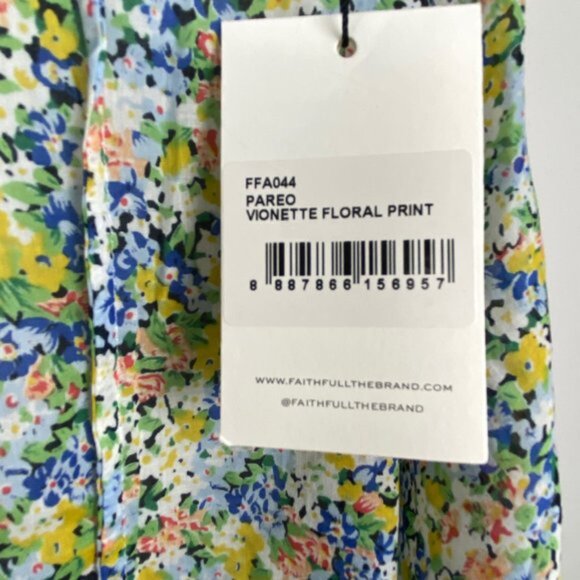 FFA044
PAREO
VIONETTE FLORAL PRINT
8 887866 156957
WWW.FAITHFULLTHEBRAND.COM
@FAITHFULLTHEBRAND